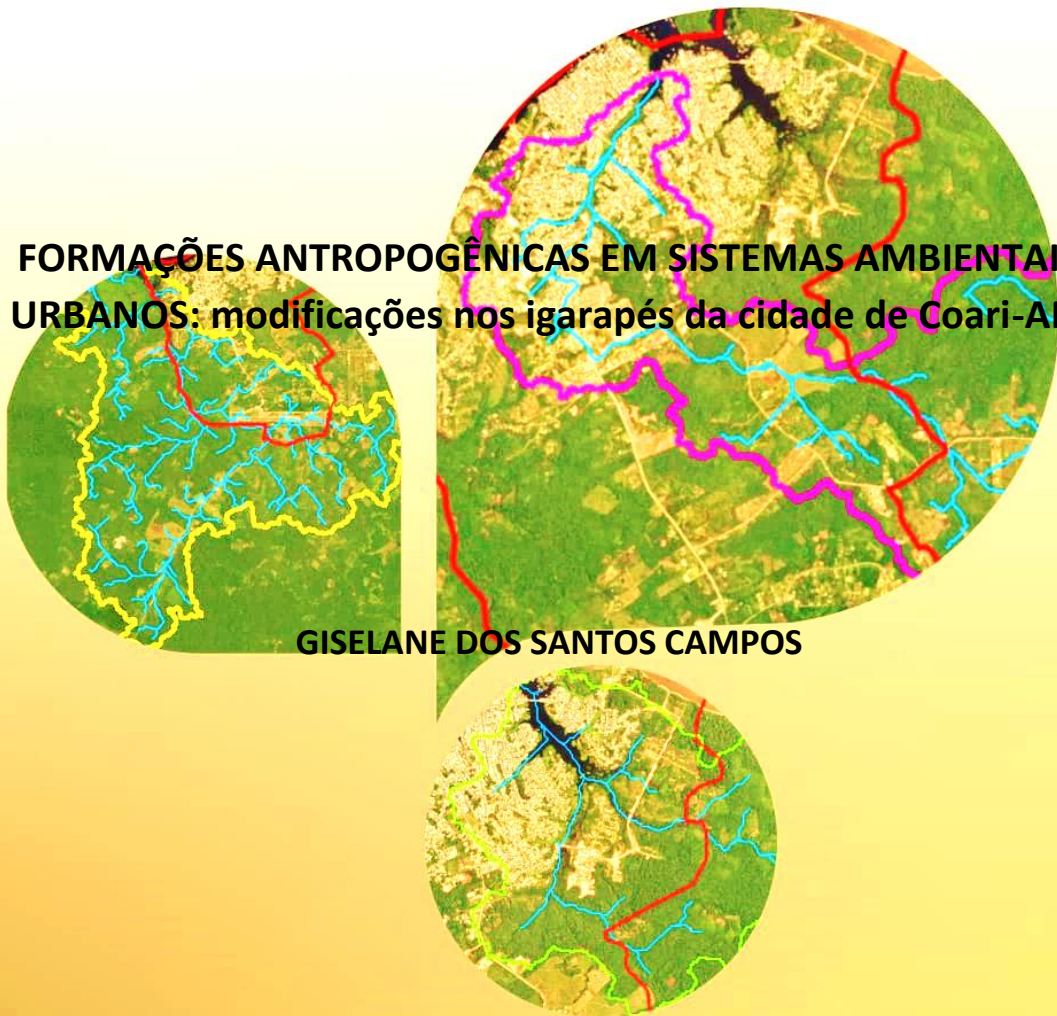 FORMAÇÕES ANTROPOGÊNICAS EM SISTEMAS AMBIENTAI
URBANOS: modificações nos igarapés da cidade de Coari-A
GISELANE DOS SANTOS CAMPOS